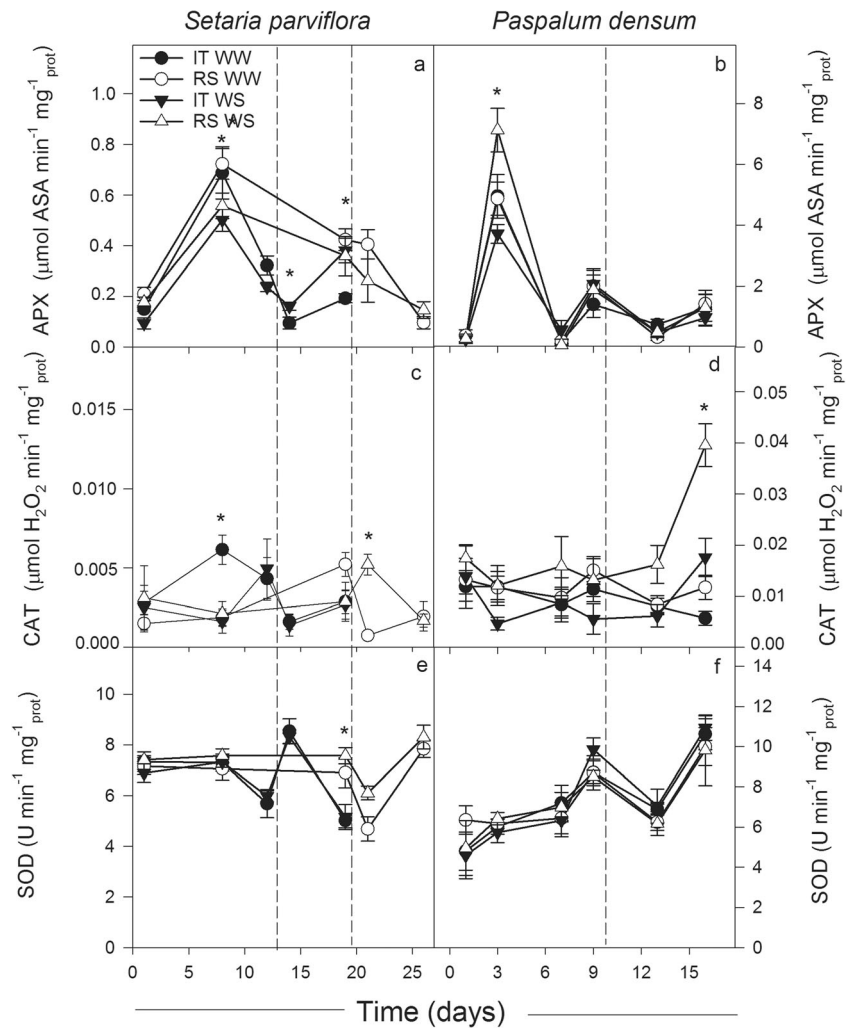 Setaria parviflora Paspalum densum
IT WW
RS WW
IT WS
RS WS
a
b
APX (μmol ASA min⁻¹ mg⁻¹prot)
1.0
0.8
0.6
0.4
0.2
0.0
*
*
*
*
*
8
6
4
2
0
APX (μmol ASA min⁻¹ mg⁻¹prot)
c
d
CAT (μmol H₂O₂ min⁻¹ mg⁻¹prot)
0.015
0.010
0.005
0.000
*
*
*
0.05
0.04
0.03
0.02
0.01
0.00
CAT (μmol H₂O₂ min⁻¹ mg⁻¹prot)
e
f
SOD (U min⁻¹ mg⁻¹prot)
10
8
6
4
2
0
*
14
12
10
8
6
4
2
0
SOD (U min⁻¹ mg⁻¹prot)
0 5 10 15 20 25 0 3 6 9 12 15
Time (days)